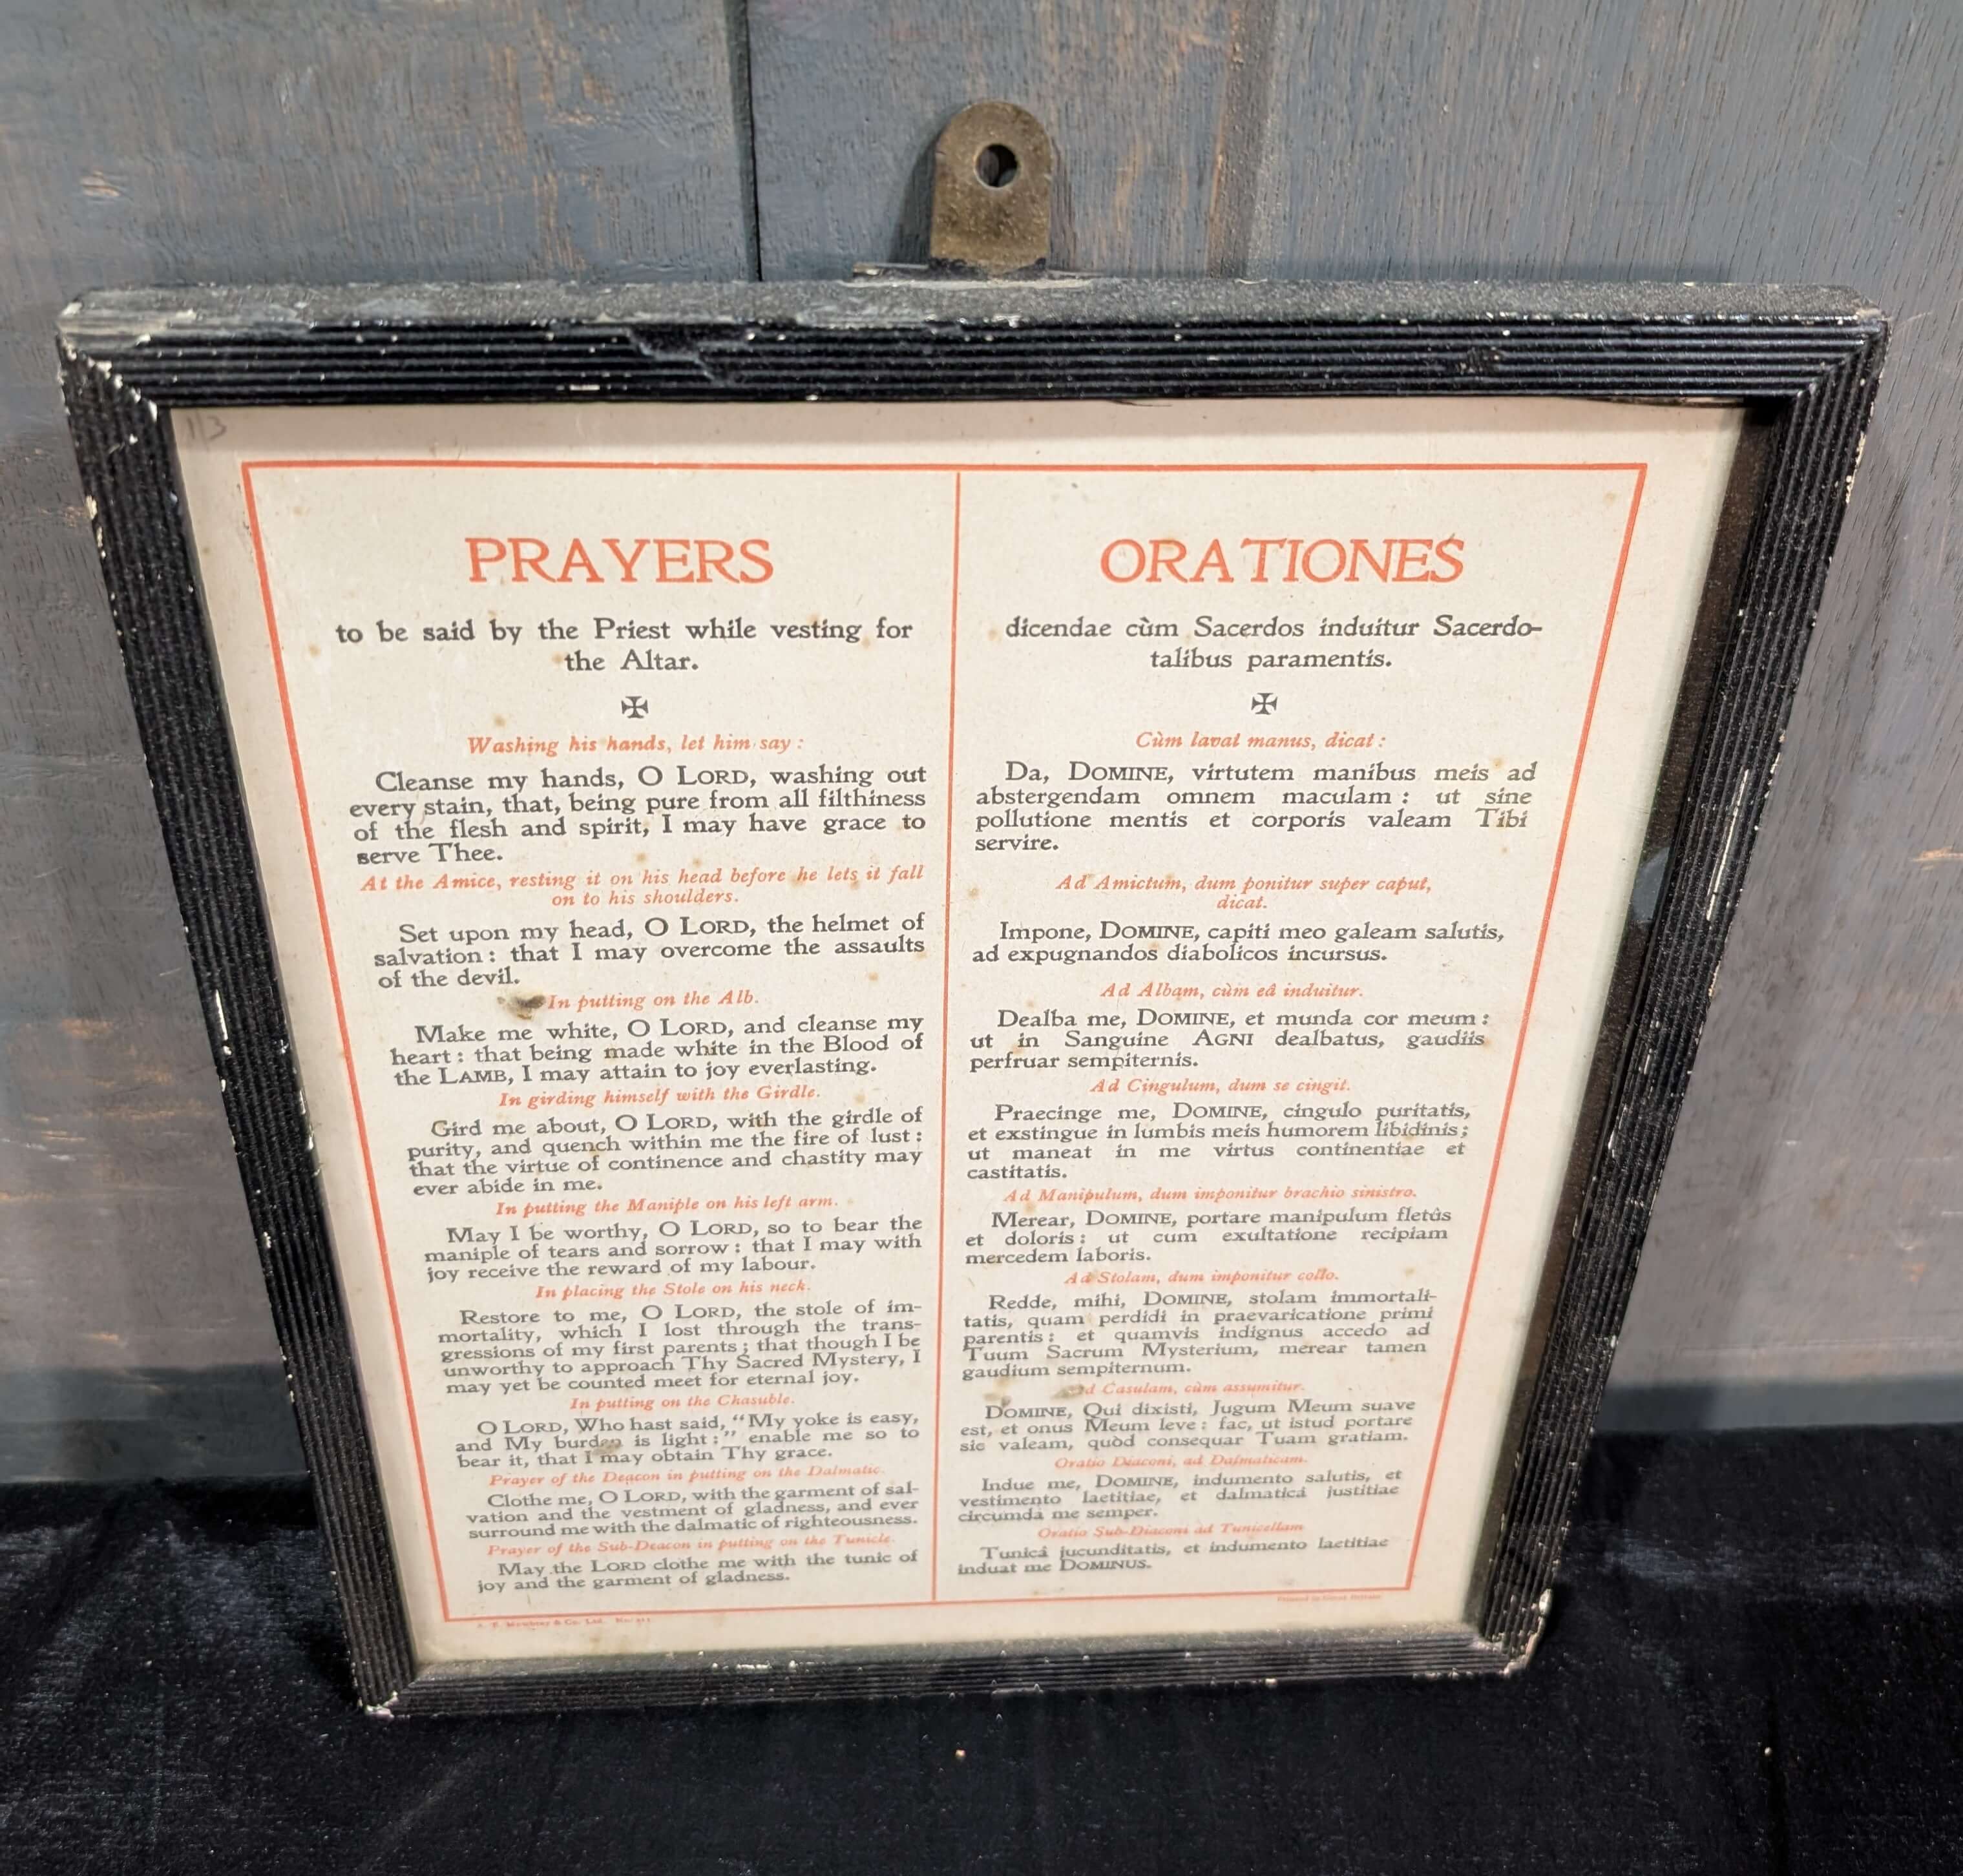 1/3
PRAYERS
to be said by the Priest while vesting for
the Altar.
✠
Washing his hands, let him say :
Cleanse my hands, O LORD, washing out
every stain, that, being pure from all filthiness
of the flesh and spirit, I may have grace to
serve Thee.
At the Amice, resting it on his head before he lets it fall
on to his shoulders.
Set upon my head, O LORD, the helmet of
salvation : that I may overcome the assaults
of the devil.
In putting on the Alb.
Make me white, O LORD, and cleanse my
heart : that being made white in the Blood of
the LAMB, I may attain to joy everlasting.
In girding himself with the Girdle.
Gird me about, O LORD, with the girdle of
purity, and quench within me the fire of lust :
that the virtue of continence and chastity may
ever abide in me.
In putting the Maniple on his left arm.
May I be worthy, O LORD, so to bear the
maniple of tears and sorrow : that I may with
joy receive the reward of my labour.
In placing the Stole on his neck.
Restore to me, O LORD, the stole of im-
mortality, which I lost through the trans-
gressions of my first parents ; that though I be
unworthy to approach Thy Sacred Mystery, I
may yet be counted meet for eternal joy.
In putting on the Chasuble.
O LORD, Who hast said, “My yoke is easy,
and My burden is light :” enable me so to
bear it, that I may obtain Thy grace.
Prayer of the Deacon in putting on the Dalmatic.
Clothe me, O LORD, with the garment of sal-
vation and the vestment of gladness, and ever
surround me with the dalmatic of righteousness.
Prayer of the Sub-Deacon in putting on the Tunicle.
May the LORD clothe me with the tunic of
joy and the garment of gladness.
& Co. Ltd.
ORATIONES
dicendae cùm Sacerdos induitur Sacerdo-
talibus paramentis.
✠
Cùm lavat manus, dicat :
Da, DOMINE, virtutem manibus meis ad
abstergendam omnem maculam : ut sine
pollutione mentis et corporis valeam Tibi
servire.
Ad Amictum, dum ponitur super caput,
dicat.
Impone, DOMINE, capiti meo galeam salutis,
ad expugnandos diabolicos incursus.
Ad Albam, cùm eâ induitur.
Dealba me, DOMINE, et munda cor meum :
ut in Sanguine AGNI dealbatus, gaudiis
perfruar sempiternis.
Ad Cingulum, dum se cingit.
Praecinge me, DOMINE, cingulo puritatis,
et exstingue in lumbis meis humorem libidinis ;
ut maneat in me virtus continentiae et
castitatis.
Ad Manipulum, dum imponitur brachio sinistro.
Merear, DOMINE, portare manipulum fletûs
et doloris : ut cum exultatione recipiam
mercedem laboris.
Ad Stolam, dum imponitur collo.
Redde, mihi, DOMINE, stolam immortali-
tatis, quam perdidi in praevaricatione primi
parentis : et quamvis indignus accedo ad
Tuum Sacrum Mysterium, merear tamen
gaudium sempiternum.
Ad Casulam, cùm assumitur.
DOMINE, Qui dixisti, Jugum Meum suave
est, et onus Meum leve : fac, ut istud portare
sic valeam, quòd consequar Tuam gratiam.
Oratio Diaconi, ad Dalmaticam.
Indue me, DOMINE, indumento salutis, et
vestimento laetitiae, et dalmaticâ justitiae
circumda me semper.
Oratio Sub-Diaconi ad Tunicellam
Tunicâ jucunditatis, et indumento laetitiae
induat me DOMINUS.